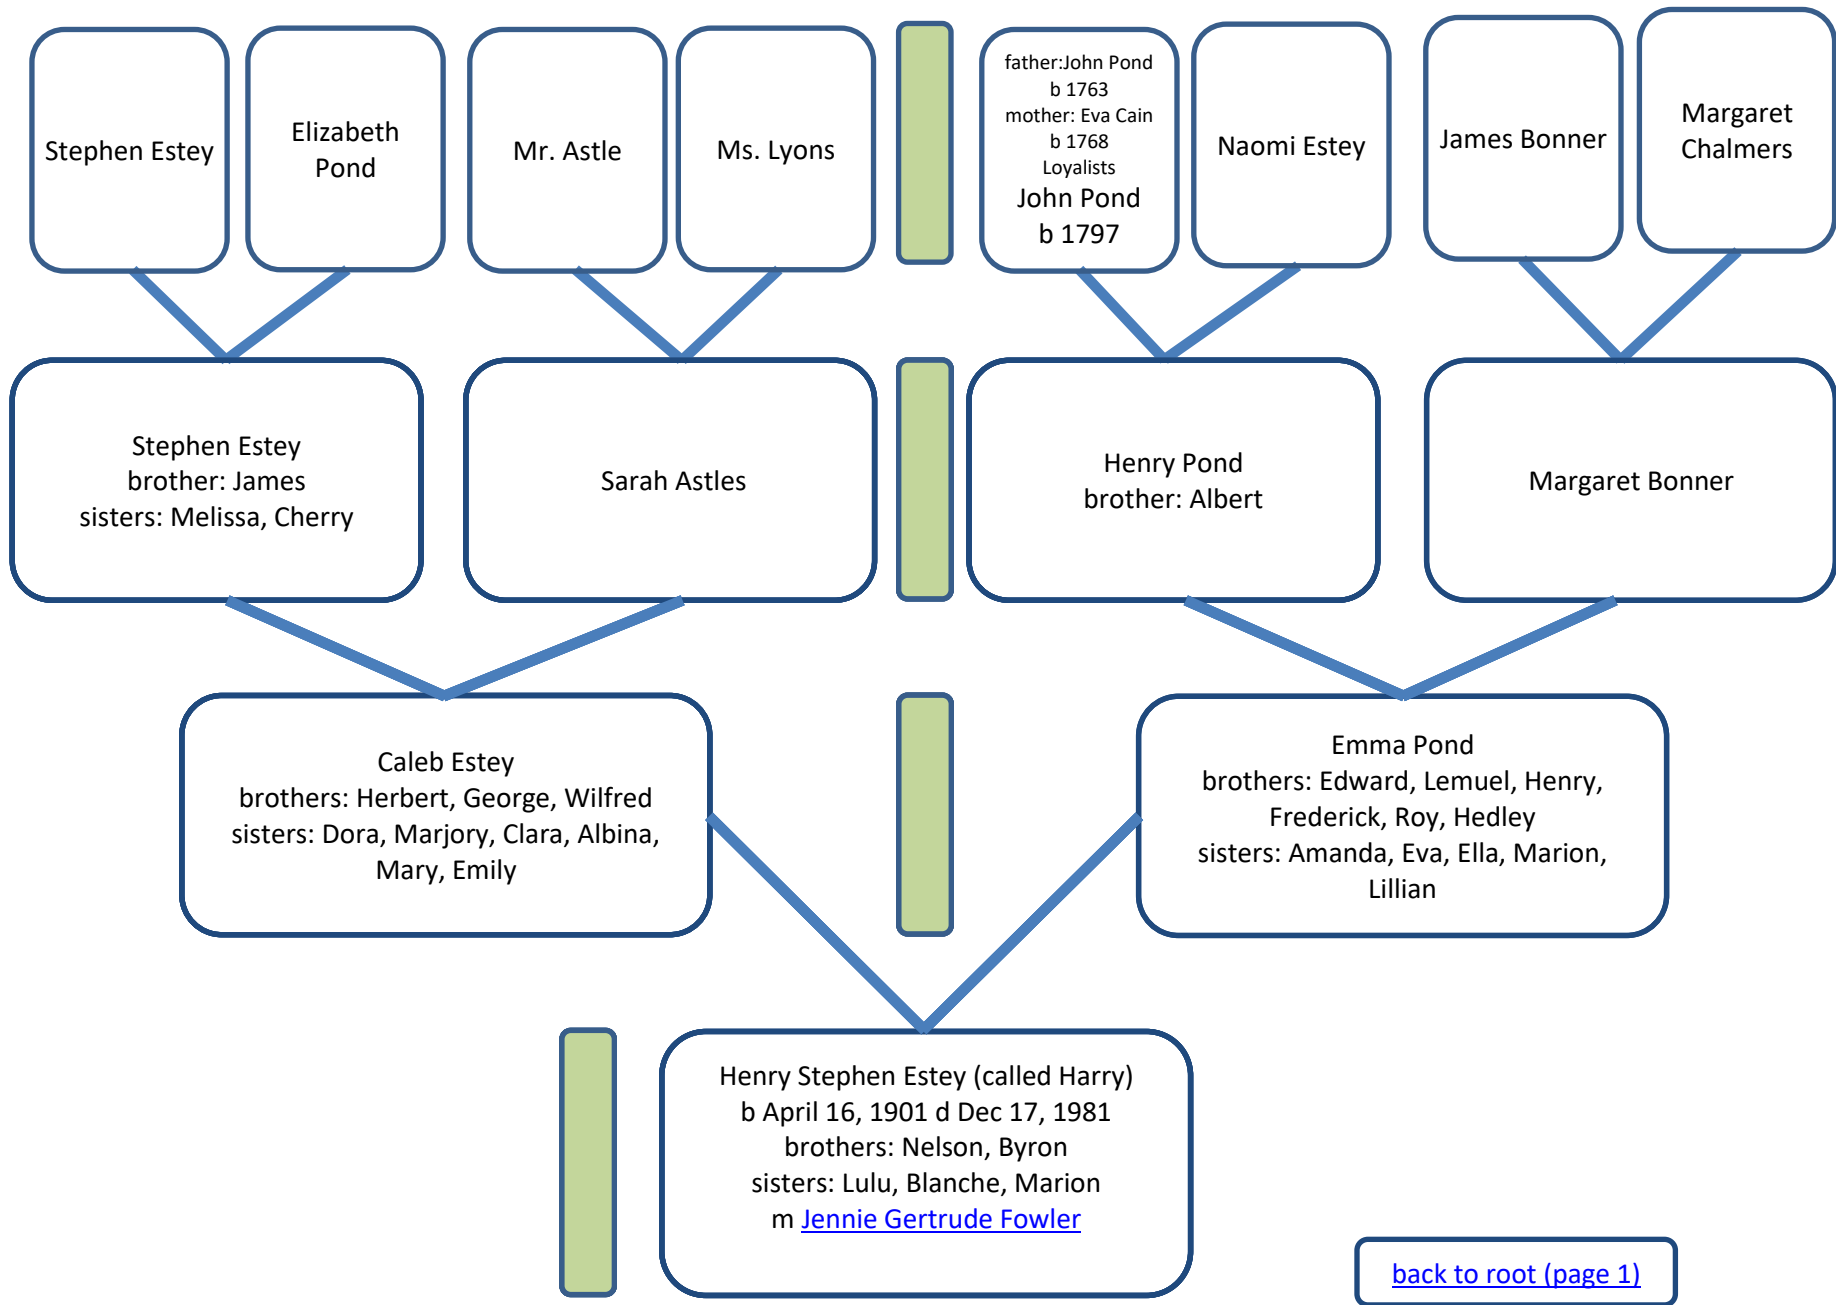 Stephen Estey
Elizabeth
Pond
Mr. Astle
Ms. Lyons
father:John Pond
b 1763
mother: Eva Cain
b 1768
Loyalists
John Pond
b 1797
Naomi Estey
James Bonner
Margaret
Chalmers
Stephen Estey
brother: James
sisters: Melissa, Cherry
Sarah Astles
Henry Pond
brother: Albert
Margaret Bonner
Caleb Estey
brothers: Herbert, George, Wilfred
sisters: Dora, Marjory, Clara, Albina,
Mary, Emily
Emma Pond
brothers: Edward, Lemuel, Henry,
Frederick, Roy, Hedley
sisters: Amanda, Eva, Ella, Marion,
Lillian
Henry Stephen Estey (called Harry)
b April 16, 1901 d Dec 17, 1981
brothers: Nelson, Byron
sisters: Lulu, Blanche, Marion
m Jennie Gertrude Fowler
back to root (page 1)